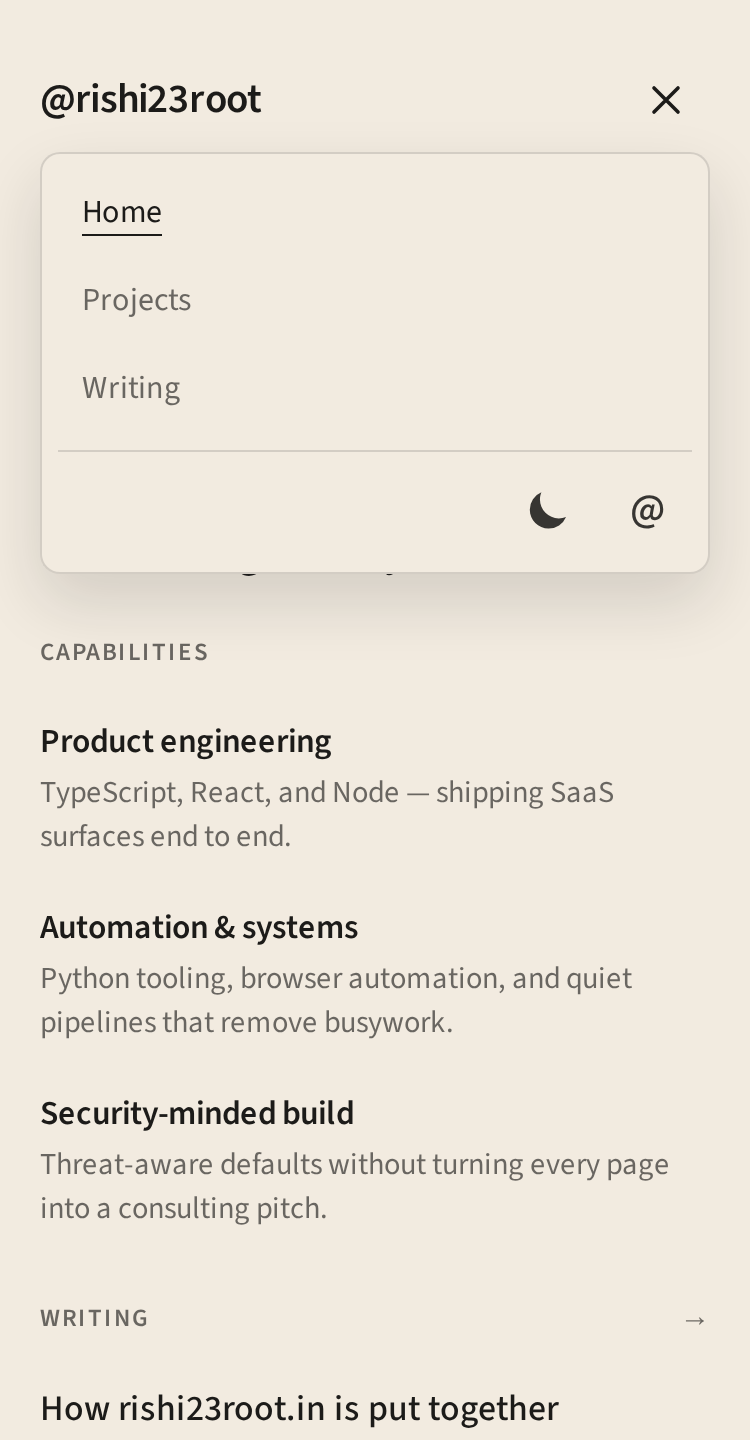 @rishi23root
Home
Projects
Writing
@
CAPABILITIES
Product engineering
TypeScript, React, and Node — shipping SaaS
surfaces end to end.
Automation & systems
Python tooling, browser automation, and quiet
pipelines that remove busywork.
Security-minded build
Threat-aware defaults without turning every page
into a consulting pitch.
WRITING →
How rishi23root.in is put together